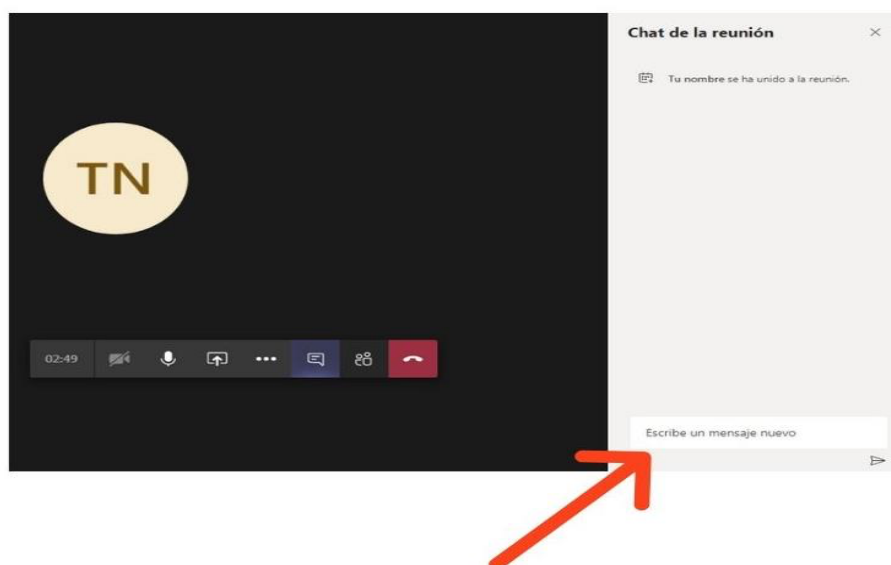 Chat de la reunión
Tu nombre se ha unido a la reunión.
TN
02:49
Escribe un mensaje nuevo